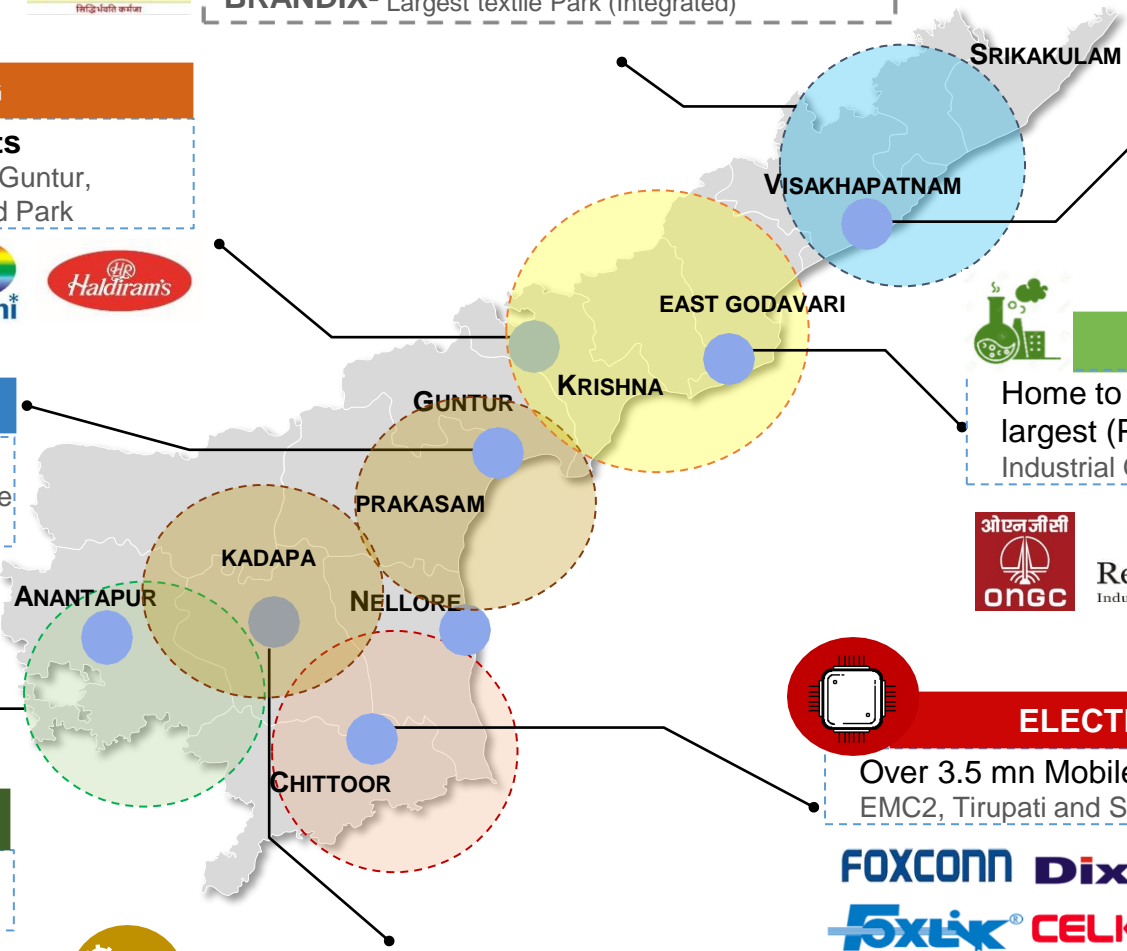 सिद्धिर्भवति कर्मजा
BRANDIX- Largest textile Park (Integrated)
SRIKAKULAM
G
ts
Guntur,
d Park
VISAKHAPATNAM
HR
Haldiram's
ni*
EAST GODAVARI
KRISHNA
GUNTUR
Home to
largest (
Industrial
e
PRAKASAM
KADAPA
ओएनजीसी
ONGC
Re
Indu
ANANTAPUR
NELLORE
ELECT
Over 3.5 mn Mobile
EMC2, Tirupati and S
CHITTOOR
FOXCONN Dix
FOXLINK® CELK